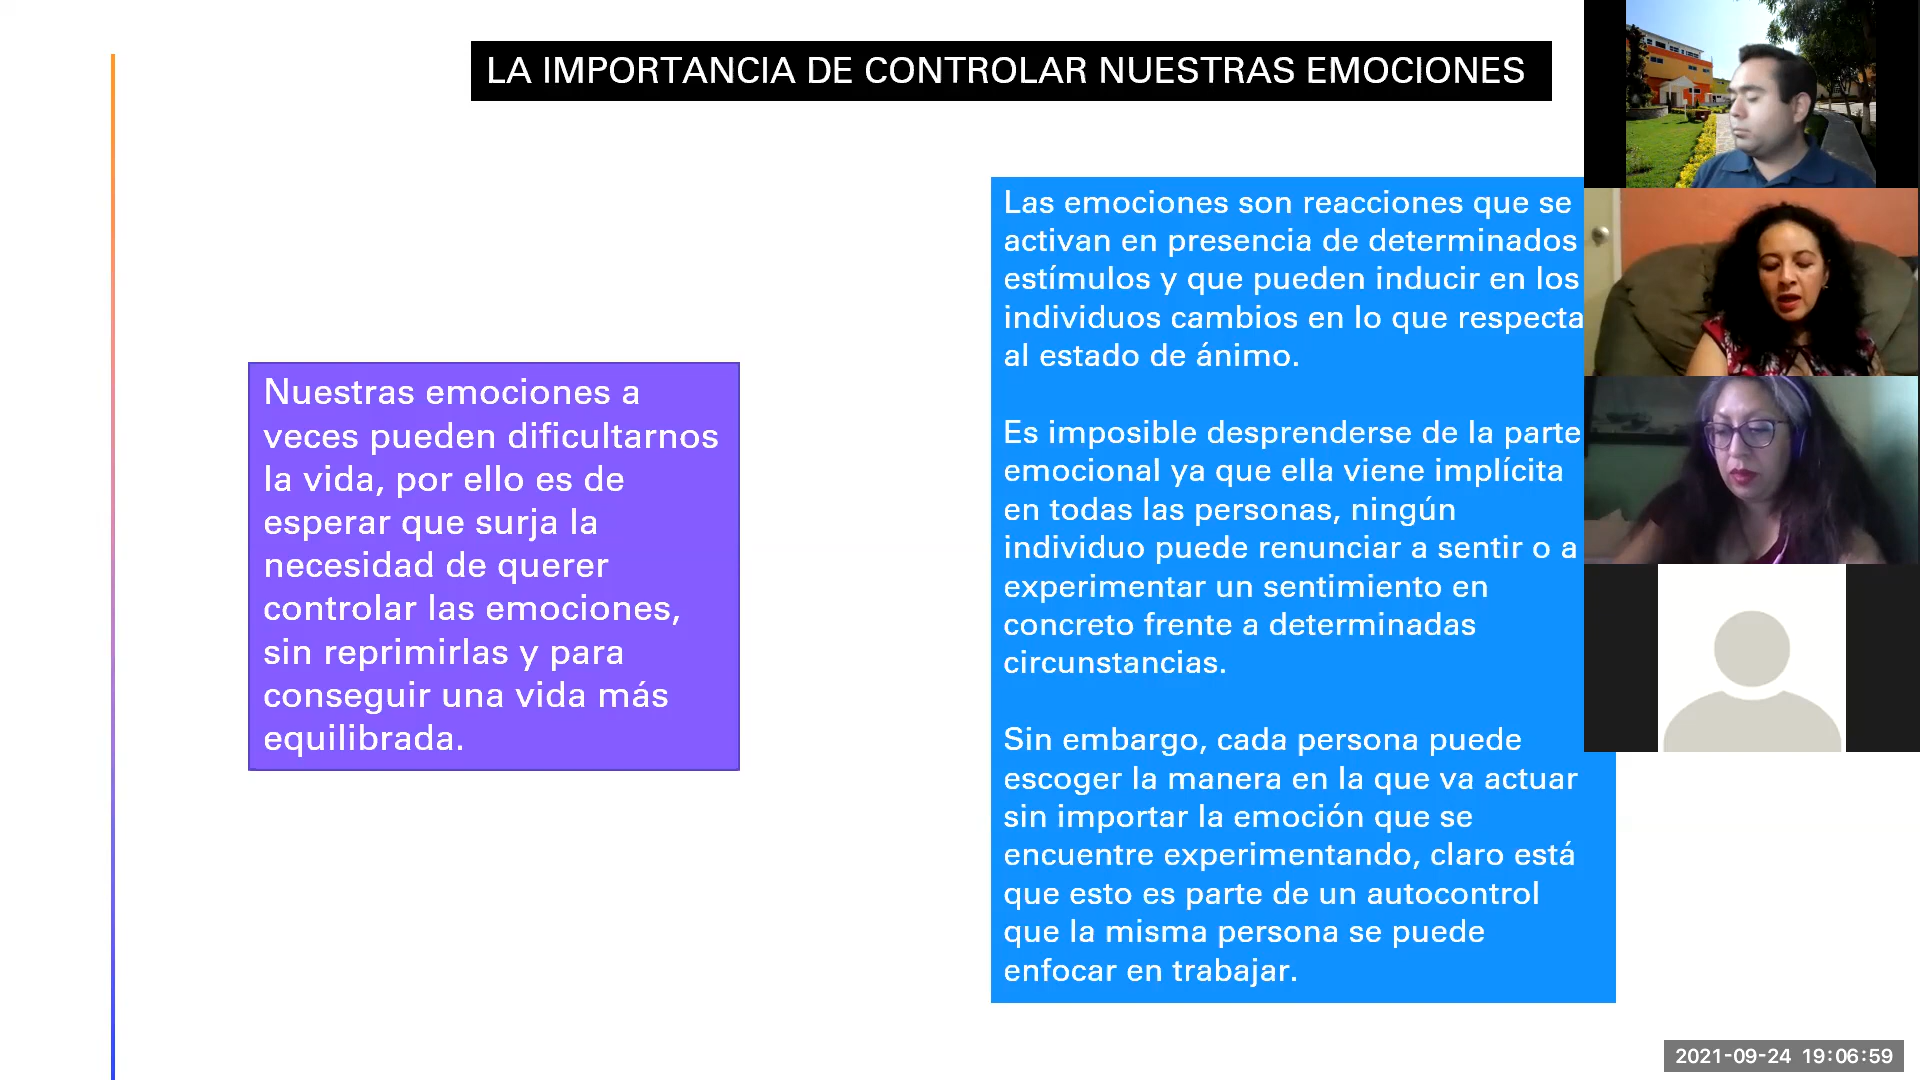 LA IMPORTANCIA DE CONTROLAR NUESTRAS EMOCIONES
Nuestras emociones a
veces pueden dificultarnos
la vida, por ello es de
esperar que surja la
necesidad de querer
controlar las emociones,
sin reprimirlas y para
conseguir una vida más
equilibrada.
Las emociones son reacciones que se
activan en presencia de determinados
estímulos y que pueden inducir en los
individuos cambios en lo que respecta
al estado de ánimo.
Es imposible desprenderse de la parte
emocional ya que ella viene implícita
en todas las personas, ningún
individuo puede renunciar a sentir o a
experimentar un sentimiento en
concreto frente a determinadas
circunstancias.
Sin embargo, cada persona puede
escoger la manera en la que va actuar
sin importar la emoción que se
encuentre experimentando, claro está
que esto es parte de un autocontrol
que la misma persona se puede
enfocar en trabajar.
2021-09-24 19:06:59